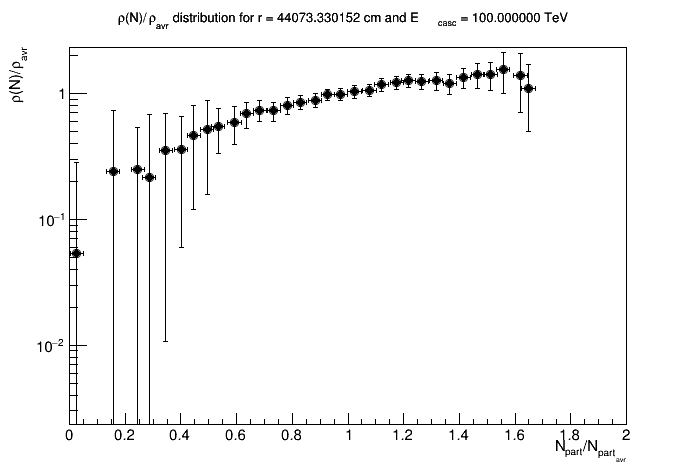 ρ(N)/ρavr distribution for r = 44073.330152 cm and E casc = 100.000000 TeV
ρ(N)/ρavr
1
10−1
10−2
0 0.2 0.4 0.6 0.8 1 1.2 1.4 1.6 1.8 2
Npart/Npartavr